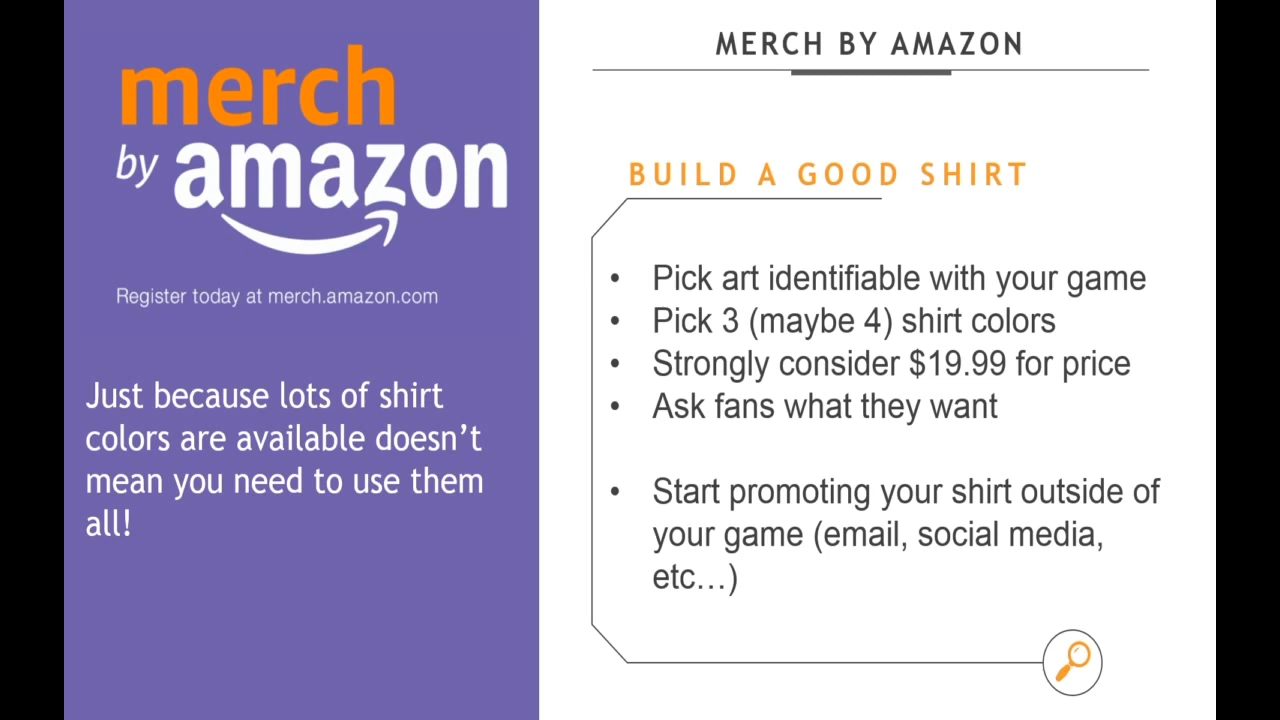 merch
by amazon
Register today at merch.amazon.com
Just because lots of shirt
colors are available doesn’t
mean you need to use them
all!
MERCH BY AMAZON
BUILD A GOOD SHIRT
• Pick art identifiable with your game
• Pick 3 (maybe 4) shirt colors
• Strongly consider $19.99 for price
• Ask fans what they want
• Start promoting your shirt outside of
your game (email, social media,
etc…)